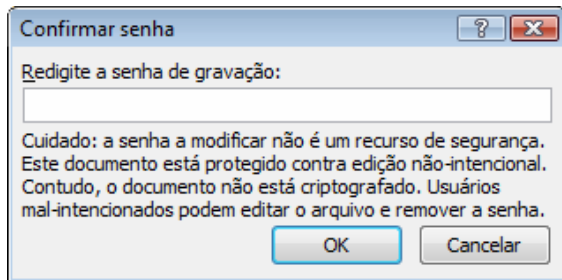 Confirmar senha
Redigite a senha de gravação:
Cuidado: a senha a modificar não é um recurso de segurança.
Este documento está protegido contra edição não-intencional.
Contudo, o documento não está criptografado. Usuários
mal-intencionados podem editar o arquivo e remover a senha.
OK Cancelar